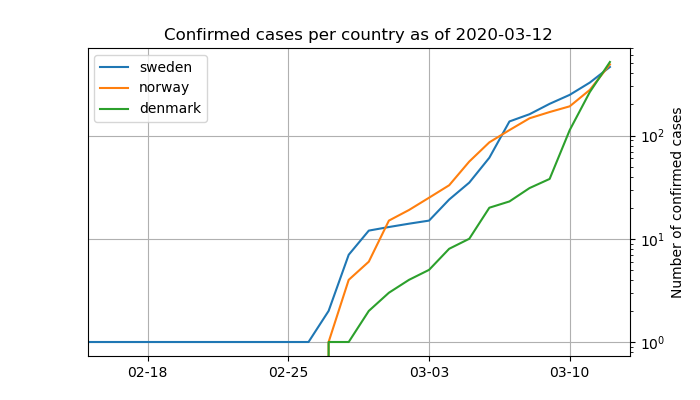 Confirmed cases per country as of 2020-03-12
sweden
norway
denmark
10²
10¹
10⁰
Number of confirmed cases
02-18
02-25
03-03
03-10